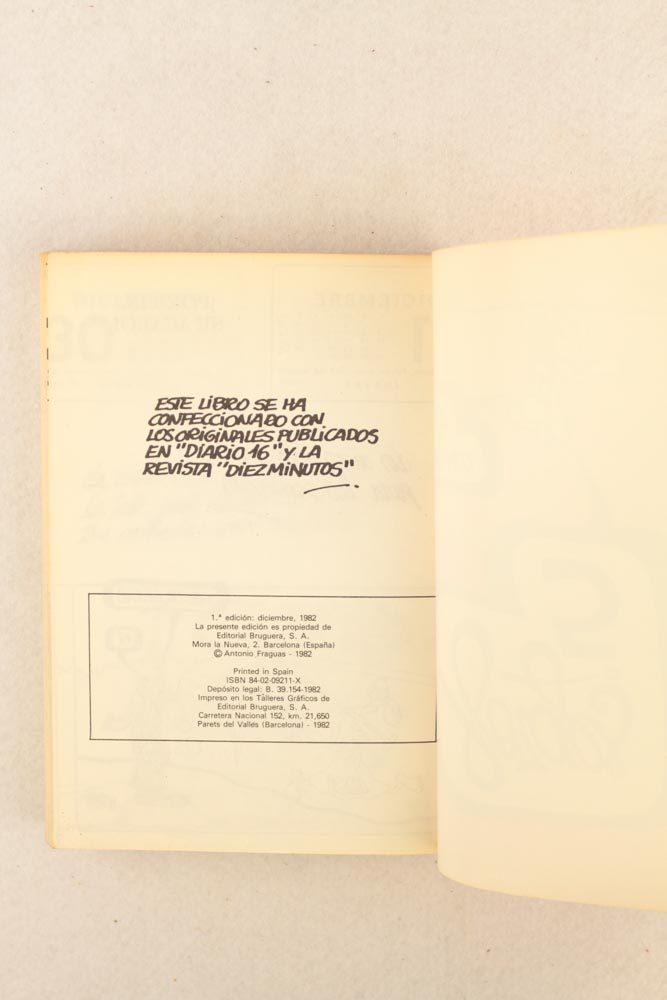 ESTE LIBRO SE HA
CONFECCIONADO CON
LOS ORIGINALES PUBLICADOS
EN "DIARIO 16" Y LA
REVISTA "DIEZ MINUTOS"
1.ª edición: diciembre, 1982
La presente edición es propiedad de
Editorial Bruguera, S. A.
Mora la Nueva, 2. Barcelona (España)
© Antonio Fraguas - 1982
Printed in Spain
ISBN 84-02-09211-X
Depósito legal: B. 39.154-1982
Impreso en los Talleres Gráficos de
Editorial Bruguera, S. A.
Carretera Nacional 152, km. 21,650
Parets del Vallés (Barcelona) - 1982